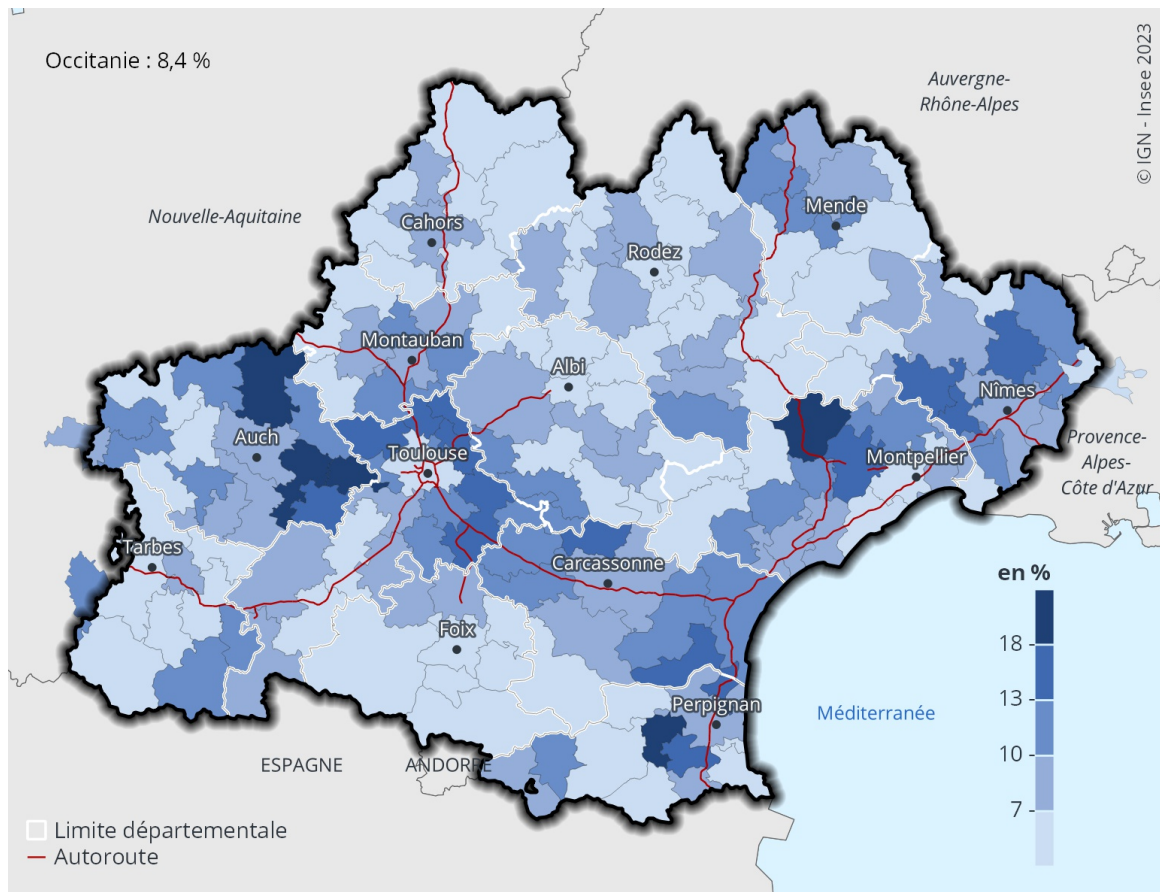 Occitanie : 8,4 %
Auvergne-
Rhône-Alpes
© IGN - Insee 2023
Nouvelle-Aquitaine
Mende
Cahors
Rodez
Montauban
Albi
Nîmes
Auch
Toulouse
Montpellier
Provence-
Alpes-
Côte d'Azur
Tarbes
Carcassonne
en %
Foix
18
13
10
7
Perpignan
Méditerranée
ESPAGNE
ANDORRE
Limite départementale
Autoroute